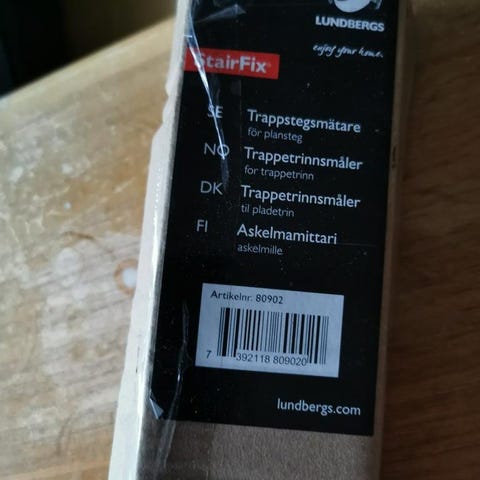 LUNDBERGS
enjoy your home.
StairFix
SE Trappstegsmätare
för plansteg
NO Trappetrinnsmåler
for trappetrinn
DK Trappetrinnsmåler
til pladetrin
FI Askelmamittari
askelmille
Artikelnr. 80902
7 392118 809020
lundbergs.com